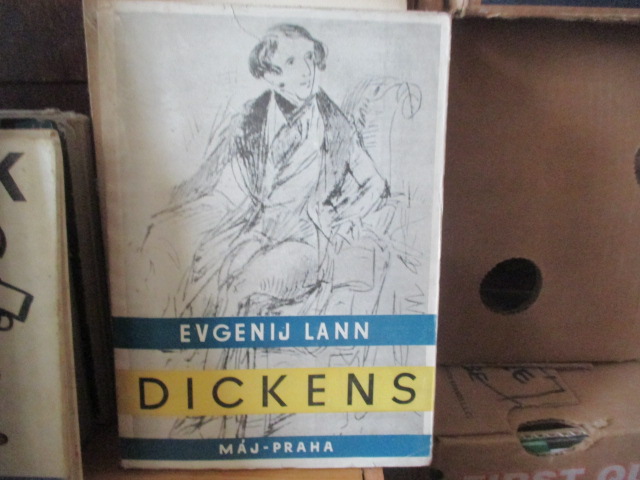 EVGENIJ LANN
DICKENS
MÁJ-PRAHA
K